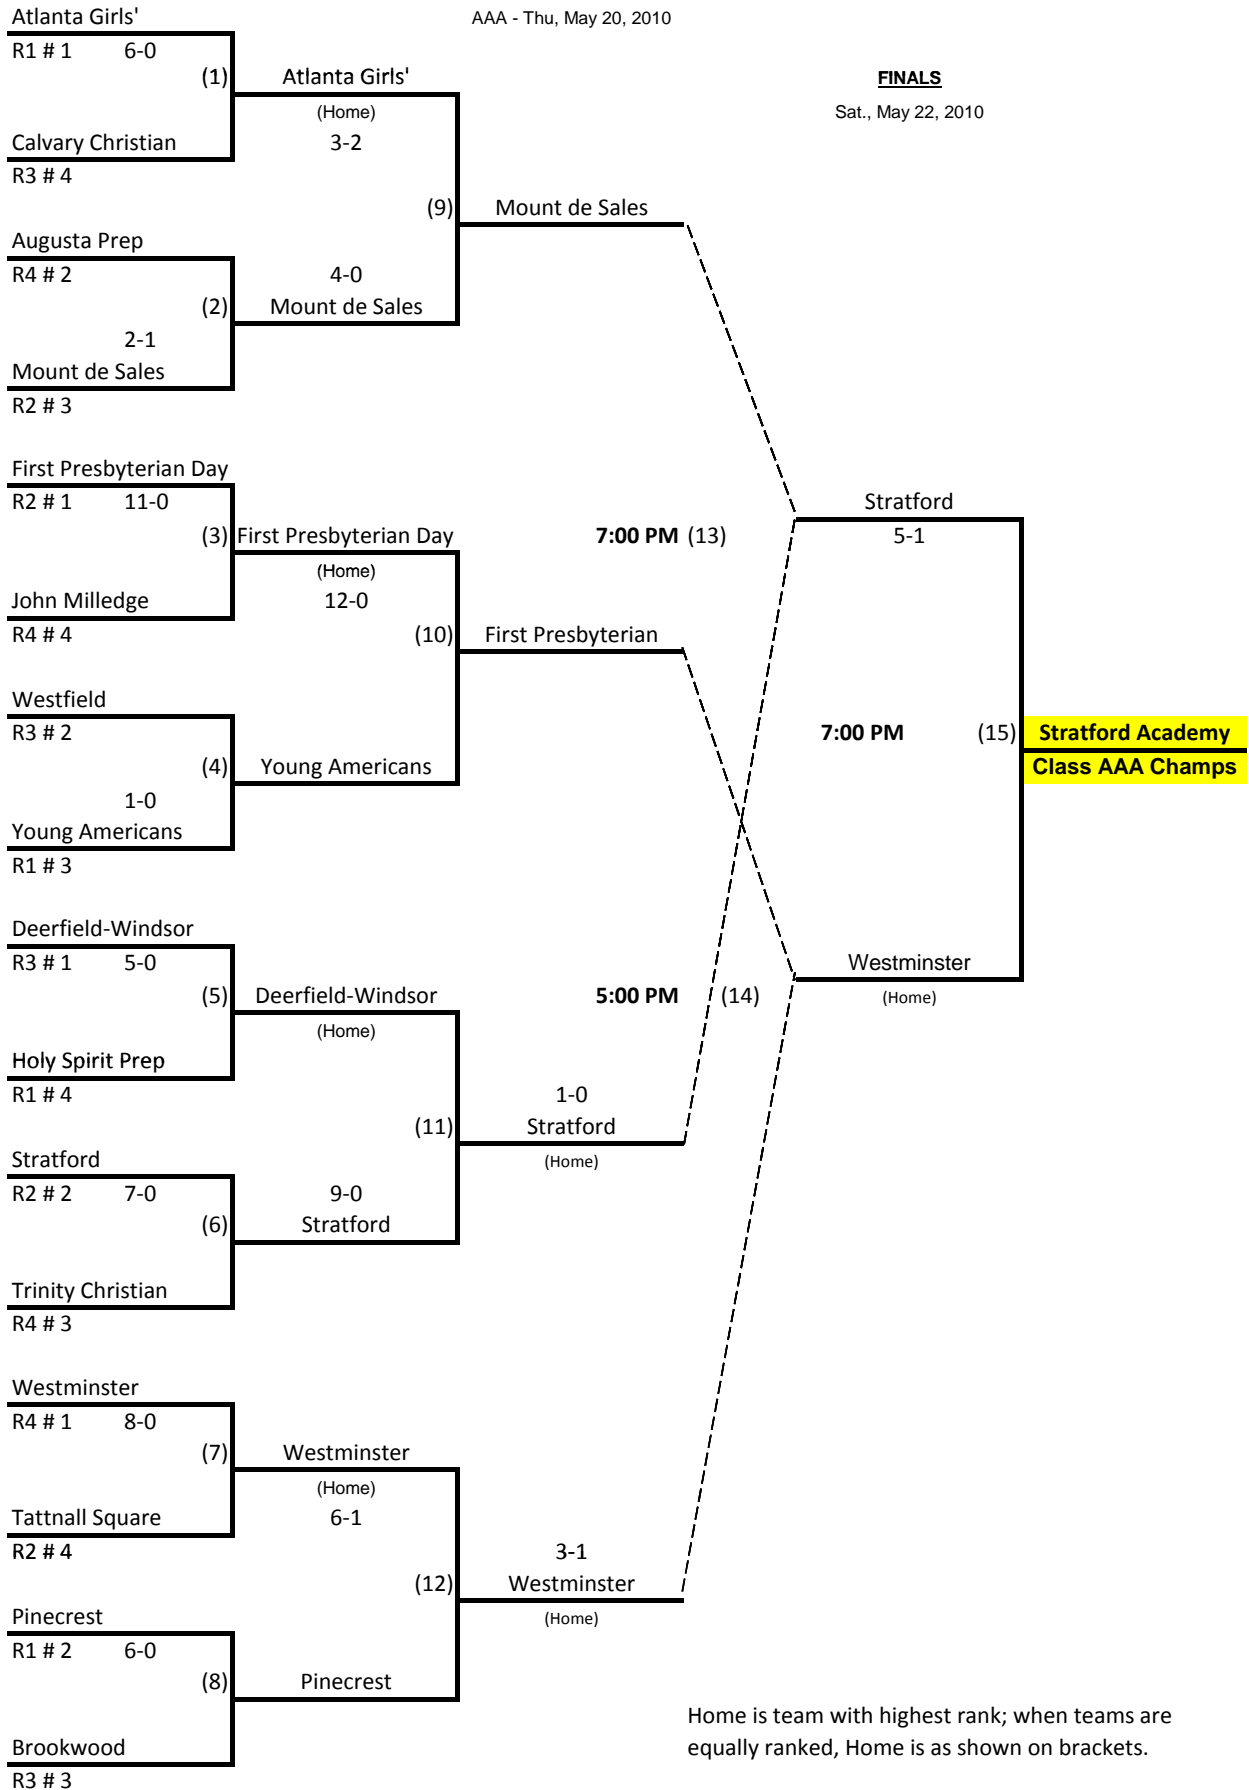 Atlanta Girls'
AAA - Thu, May 20, 2010
R1 # 1 6-0
(1) Atlanta Girls'
FINALS
(Home)
Sat., May 22, 2010
Calvary Christian 3-2
R3 # 4
(9) Mount de Sales
Augusta Prep
R4 # 2 4-0
(2) Mount de Sales
2-1
Mount de Sales
R2 # 3
First Presbyterian Day
R2 # 1 11-0 Stratford
(3) First Presbyterian Day 7:00 PM (13) 5-1
(Home)
John Milledge 12-0
R4 # 4 (10) First Presbyterian
Westfield
R3 # 2 7:00 PM (15) Stratford Academy
(4) Young Americans Class AAA Champs
1-0
Young Americans
R1 # 3
Deerfield-Windsor
R3 # 1 5-0 Westminster
(5) Deerfield-Windsor 5:00 PM (14) (Home)
(Home)
Holy Spirit Prep
R1 # 4 1-0
(11) Stratford
Stratford (Home)
R2 # 2 7-0 9-0
(6) Stratford
Trinity Christian
R4 # 3
Westminster
R4 # 1 8-0
(7) Westminster
(Home)
Tattnall Square 6-1
R2 # 4 3-1
(12) Westminster
Pinecrest (Home)
R1 # 2 6-0
(8) Pinecrest
Home is team with highest rank; when teams are
equally ranked, Home is as shown on brackets.
Brookwood
R3 # 3